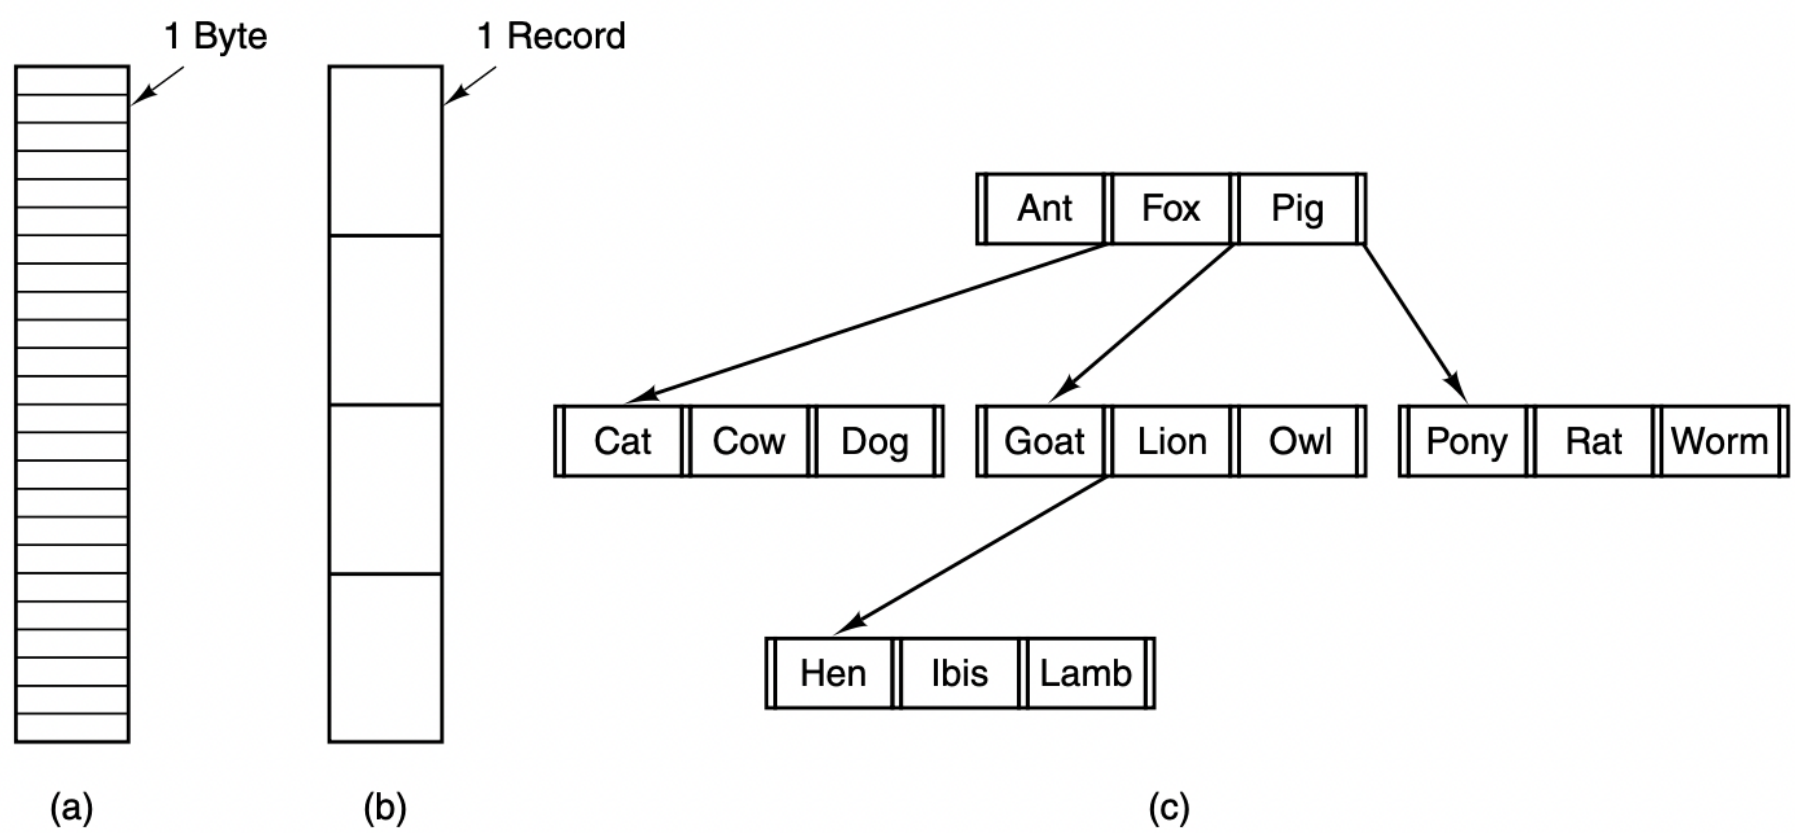 1 Byte
1 Record
Ant Fox Pig
Cat Cow Dog Goat Lion Owl Pony Rat Worm
Hen Ibis Lamb
(a) (b) (c)